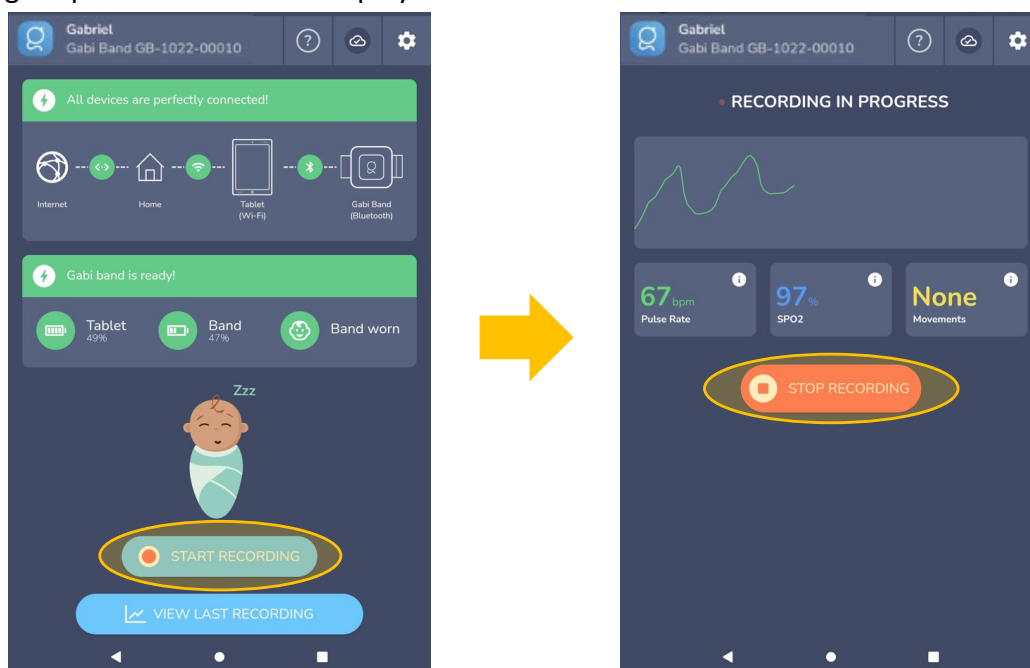 Gabriel
Gabi Band GB-1022-00010
?
All devices are perfectly connected!
Internet
Home
Tablet
(Wi-Fi)
Gabi Band
(Bluetooth)
Gabi band is ready!
Tablet
49%
Band
47%
Band worn
Zzz
START RECORDING
VIEW LAST RECORDING
Gabriel
Gabi Band GB-1022-00010
?
RECORDING IN PROGRESS
67 bpm
Pulse Rate
97 %
SPO2
None
Movements
STOP RECORDING